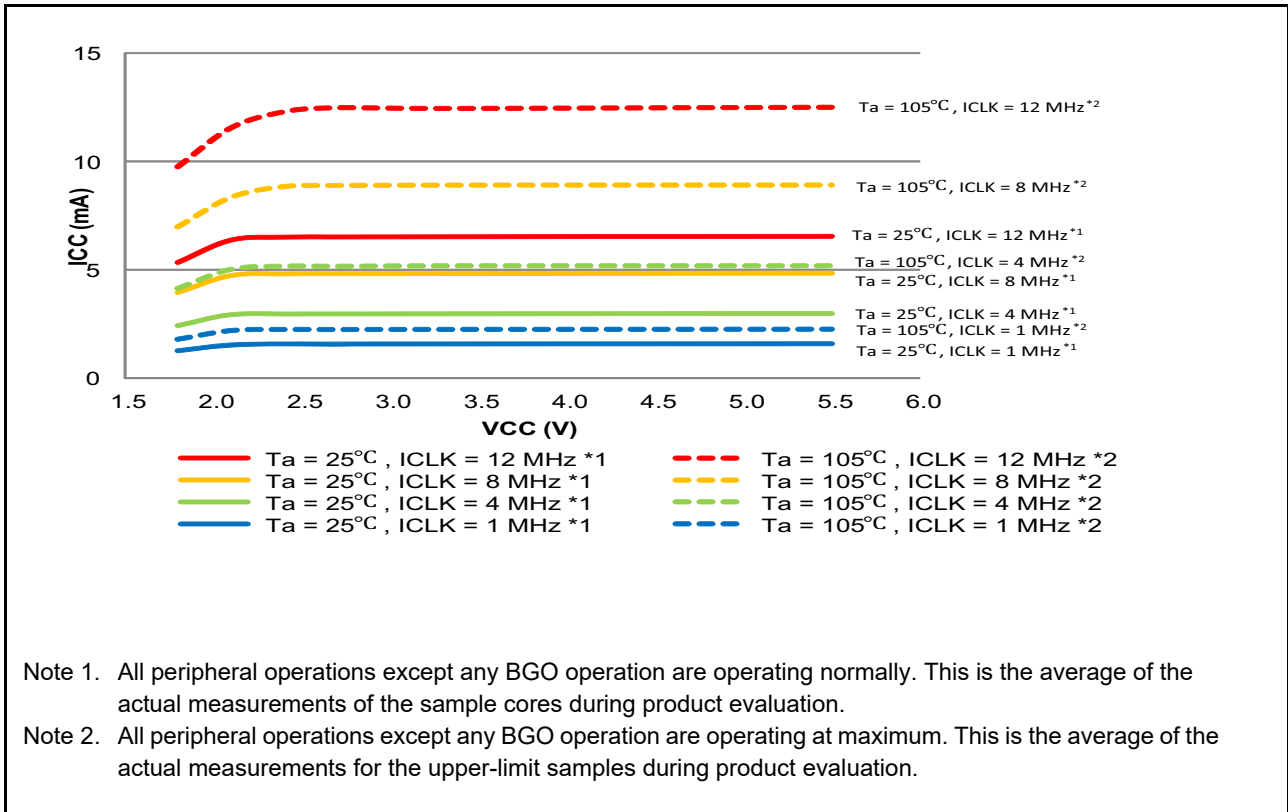 15
10
5
0
ICC (mA)
1.5 2.0 2.5 3.0 3.5 4.0 4.5 5.0 5.5 6.0
VCC (V)
Ta = 105℃ , ICLK = 12 MHz *2
Ta = 105℃ , ICLK = 8 MHz *2
Ta = 25℃ , ICLK = 12 MHz *1
Ta = 105℃ , ICLK = 4 MHz *2
Ta = 25℃ , ICLK = 8 MHz *1
Ta = 25℃ , ICLK = 4 MHz *1
Ta = 105℃ , ICLK = 1 MHz *2
Ta = 25℃ , ICLK = 1 MHz *1
Ta = 25℃ , ICLK = 12 MHz *1 Ta = 105℃ , ICLK = 12 MHz *2
Ta = 25℃ , ICLK = 8 MHz *1 Ta = 105℃ , ICLK = 8 MHz *2
Ta = 25℃ , ICLK = 4 MHz *1 Ta = 105℃ , ICLK = 4 MHz *2
Ta = 25℃ , ICLK = 1 MHz *1 Ta = 105℃ , ICLK = 1 MHz *2
Note 1. All peripheral operations except any BGO operation are operating normally. This is the average of the
actual measurements of the sample cores during product evaluation.
Note 2. All peripheral operations except any BGO operation are operating at maximum. This is the average of the
actual measurements for the upper-limit samples during product evaluation.